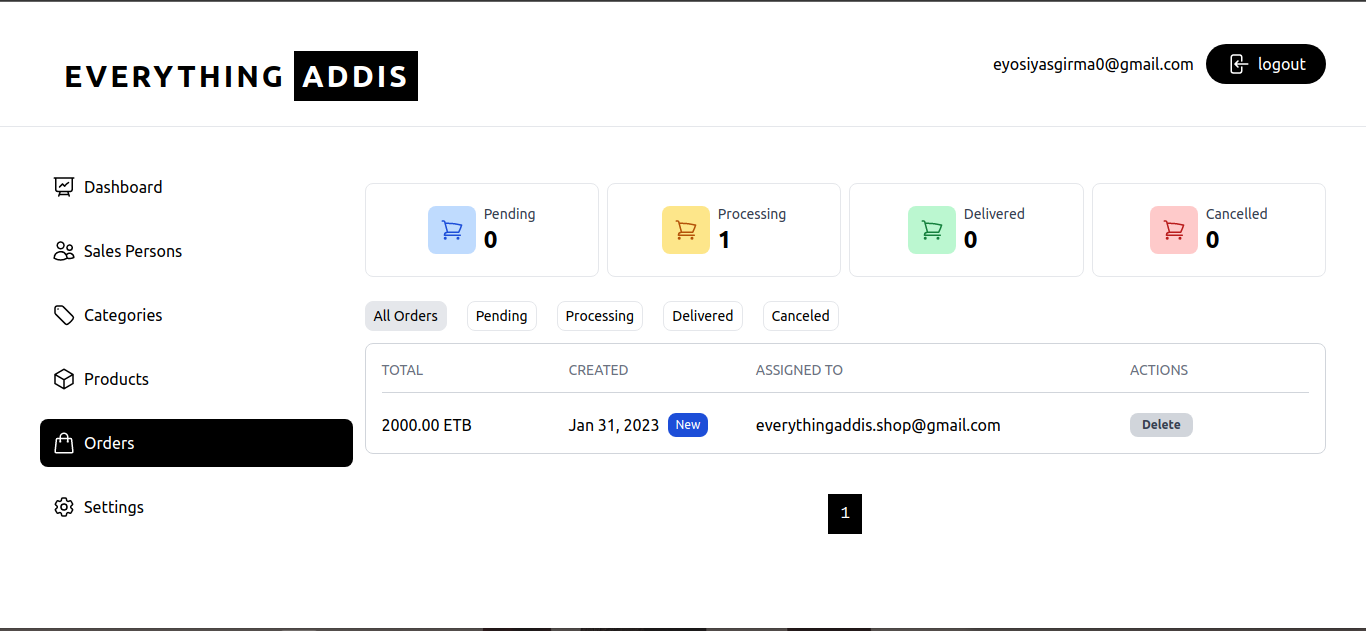 EVERYTHING ADDIS
eyosiyasgirma0@gmail.com
logout
Dashboard
Sales Persons
Categories
Products
Orders
Settings
Pending
0
Processing
1
Delivered
0
Cancelled
0
All Orders Pending Processing Delivered Canceled
TOTAL CREATED ASSIGNED TO ACTIONS
2000.00 ETB Jan 31, 2023 New everythingaddis.shop@gmail.com Delete
1